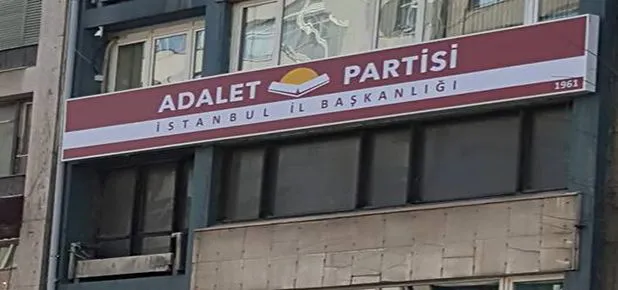 ADALET PARTİSİ
İSTANBUL İL BAŞKANLIĞI
1961